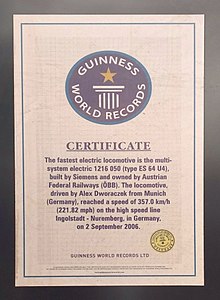 GUINNESS
WORLD RECORDS
CERTIFICATE
The fastest electric locomotive is the multi-
system electric 1216 050 (type ES 64 U4),
built by Siemens and owned by Austrian
Federal Railways (ÖBB). The locomotive,
driven by Alex Dworaczek from Munich
(Germany), reached a speed of 357.0 km/h
(221.82 mph) on the high speed line
Ingolstadt - Nuremberg, in Germany,
on 2 September 2006.
GUINNESS WORLD RECORDS LTD